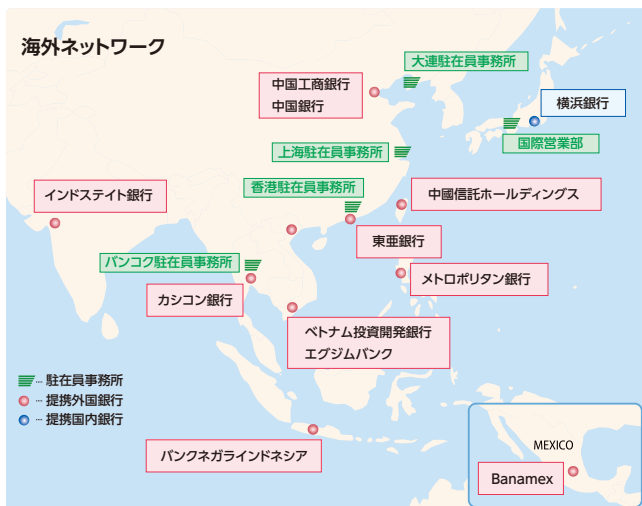 海外ネットワーク
大連駐在員事務所
中国工商銀行
中国銀行
横浜銀行
国際営業部
上海駐在員事務所
香港駐在員事務所
インドステイト銀行
中國信託ホールディングス
東亜銀行
バンコク駐在員事務所
メトロポリタン銀行
カシコン銀行
ベトナム投資開発銀行
エグジムバンク
… 駐在員事務所
… 提携外国銀行
… 提携国内銀行
バンクネガラインドネシア
MEXICO
Banamex